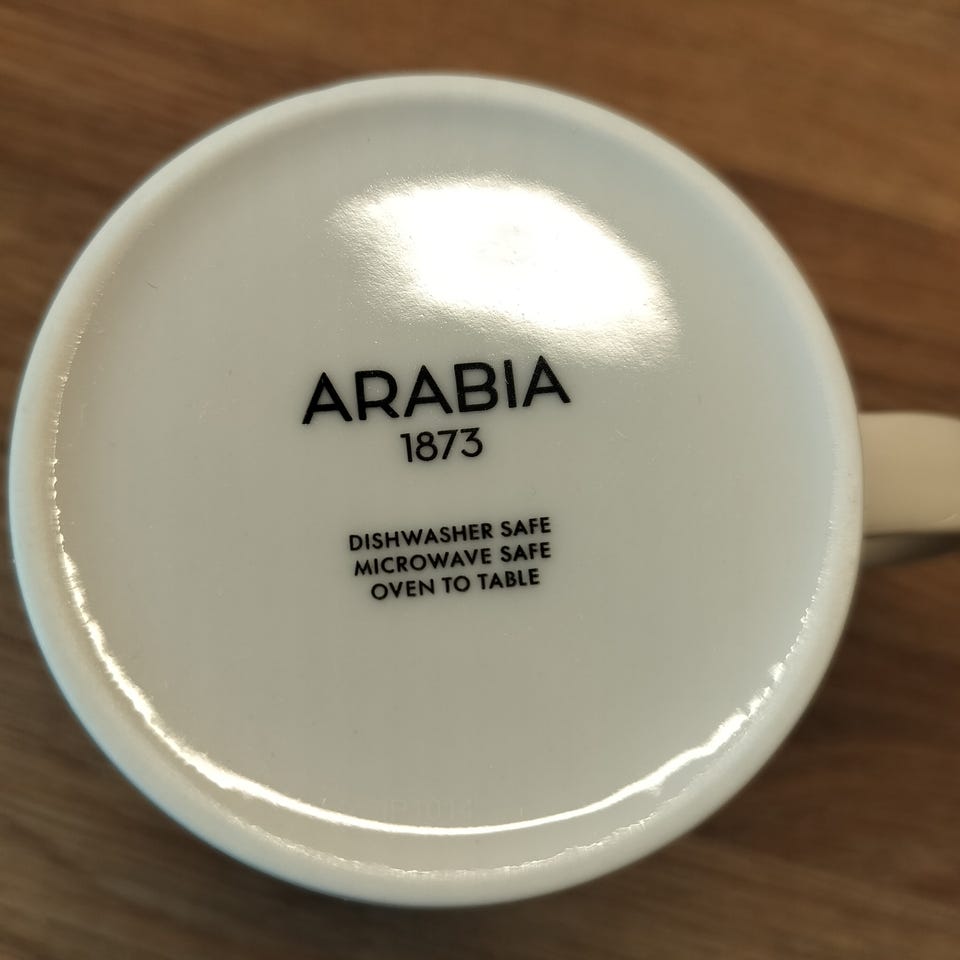 ARABIA
1873
DISHWASHER SAFE
MICROWAVE SAFE
OVEN TO TABLE